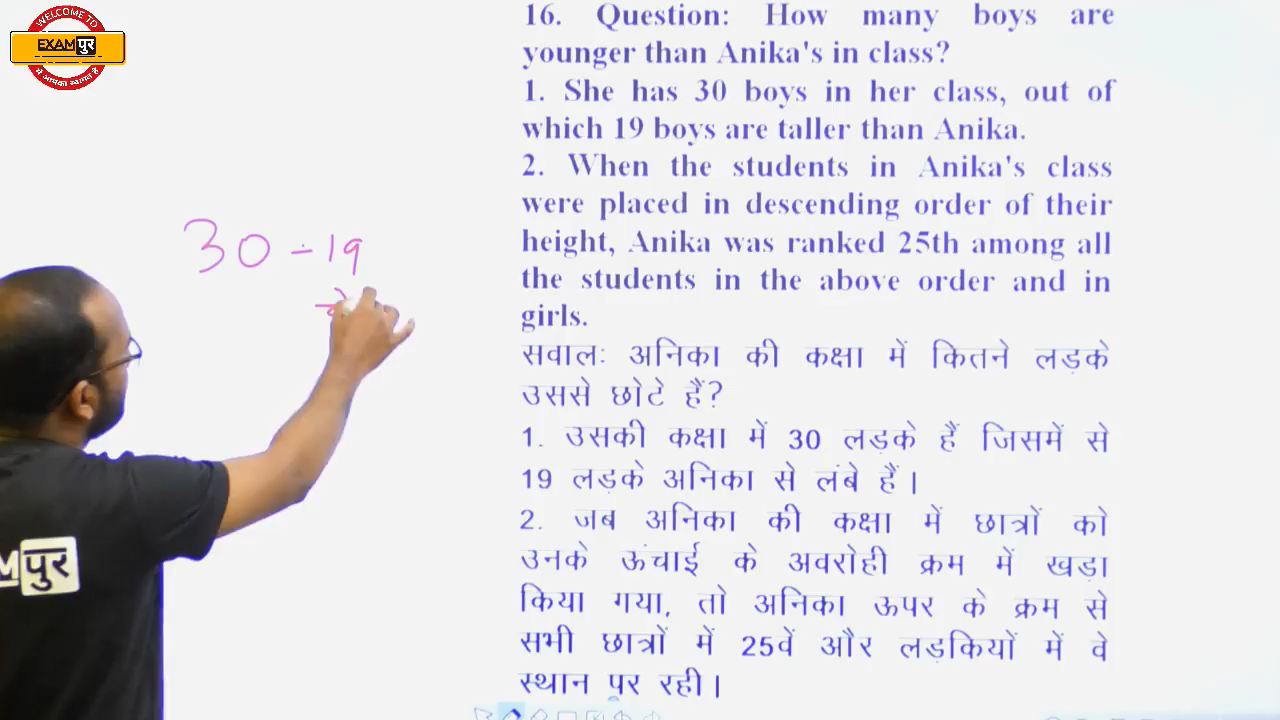 WELCOME TO
EXAMपुर
में आपका स्वागत है
16. Question: How many boys are
younger than Anika's in class?
1. She has 30 boys in her class, out of
which 19 boys are taller than Anika.
2. When the students in Anika's class
were placed in descending order of their
height, Anika was ranked 25th among all
the students in the above order and in
girls.
सवालः अनिका की कक्षा में कितने लड़के
उससे छोटे हैं?
1. उसकी कक्षा में 30 लड़के हैं जिसमें से
19 लड़के अनिका से लंबे हैं।
2. जब अनिका की कक्षा में छात्रों को
उनके ऊंचाई के अवरोही क्रम में खड़ा
किया गया, तो अनिका ऊपर के क्रम से
सभी छात्रों में 25वें और लड़कियों में वे
स्थान पर रही।
30 - 19
Mपुर